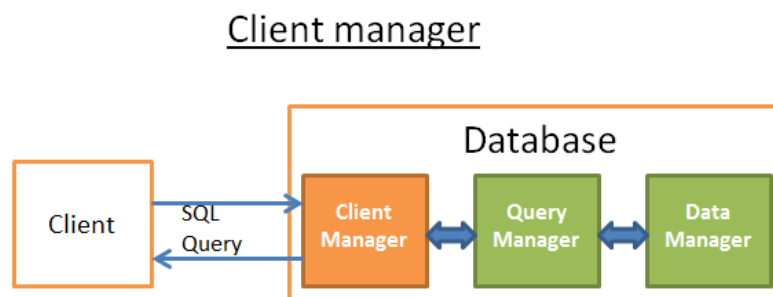 Client manager
Database
Client
SQL
Query
Client
Manager
Query
Manager
Data
Manager